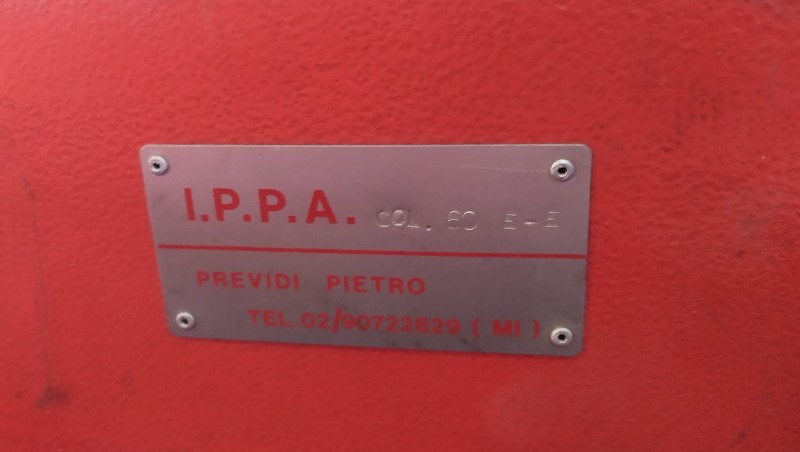 I.P.P.A. COL. 60 E-E
PREVIDI PIETRO
TEL.02/90722829 ( MI )